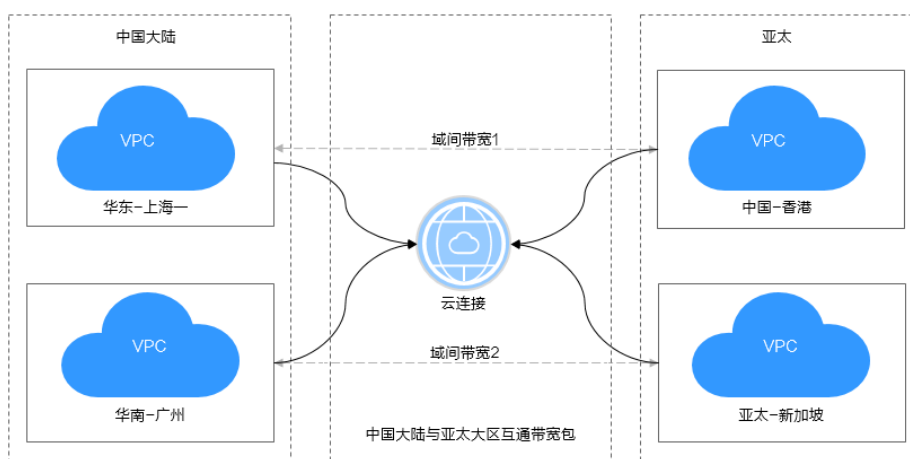 中国大陆
亚太
VPC
域间带宽1
VPC
华东-上海一
中国-香港
云连接
VPC
域间带宽2
VPC
华南-广州
亚太-新加坡
中国大陆与亚太大区互通带宽包